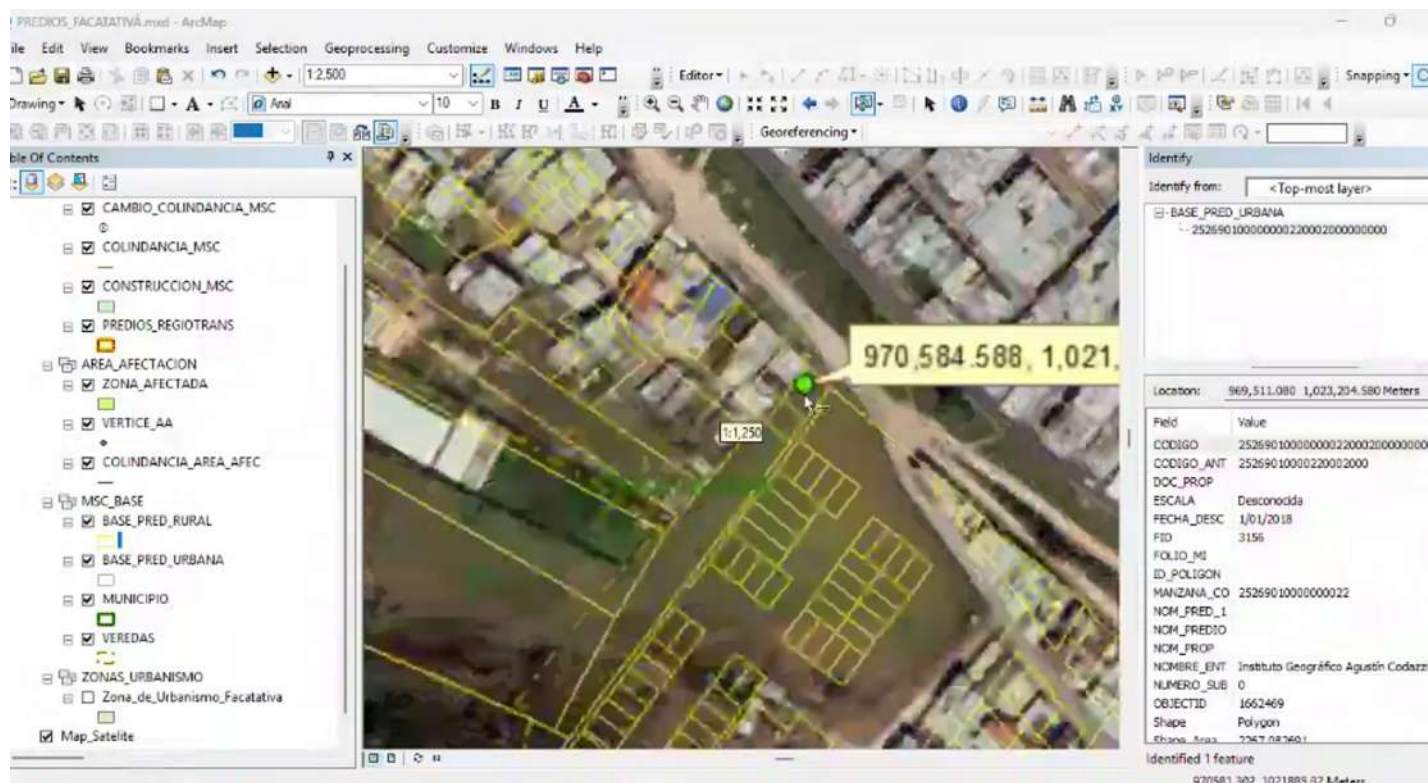 PREDIOS_FACATATIVÁ.mxd - ArcMap
ile Edit View Bookmarks Insert Selection Geoprocessing Customize Windows Help
1:2,500
Editor
Snapping
Drawing
A
Arial
10
B I U A
Georeferencing
ble Of Contents
CAMBIO_COLINDANCIA_MSC
COLINDANCIA_MSC
CONSTRUCCION_MSC
PREDIOS_REGIOTRANS
AREA_AFECTACION
ZONA_AFECTADA
VERTICE_AA
COLINDANCIA_AREA_AFEC
MSC_BASE
BASE_PRED_RURAL
BASE_PRED_URBANA
MUNICIPIO
VEREDAS
ZONAS_URBANISMO
Zona_de_Urbanismo_Facatativa
Map_Satelite
970,584.588, 1,021,
1:1,250
Identify
Identify from: <Top-most layer>
BASE_PRED_URBANA
Location: 969,511.080 1,023,204.580 Meters
Field Value
CODIGO
CODIGO_ANT 25269010000220002000
DOC_PROP
ESCALA Desconocida
FECHA_DESC 1/01/2018
FID 3156
FOLIO_MI
ID_POLIGON
MANZANA_CO 25269010000000022
NOM_PRED_1
NOM_PREDIO
NOM_PROP
NOMBRE_ENT Instituto Geográfico Agustín Codazzi
NUMERO_SUB 0
OBJECTID 1662469
Shape Polygon
Shape_Area 2267.082691
Identified 1 feature
Meters